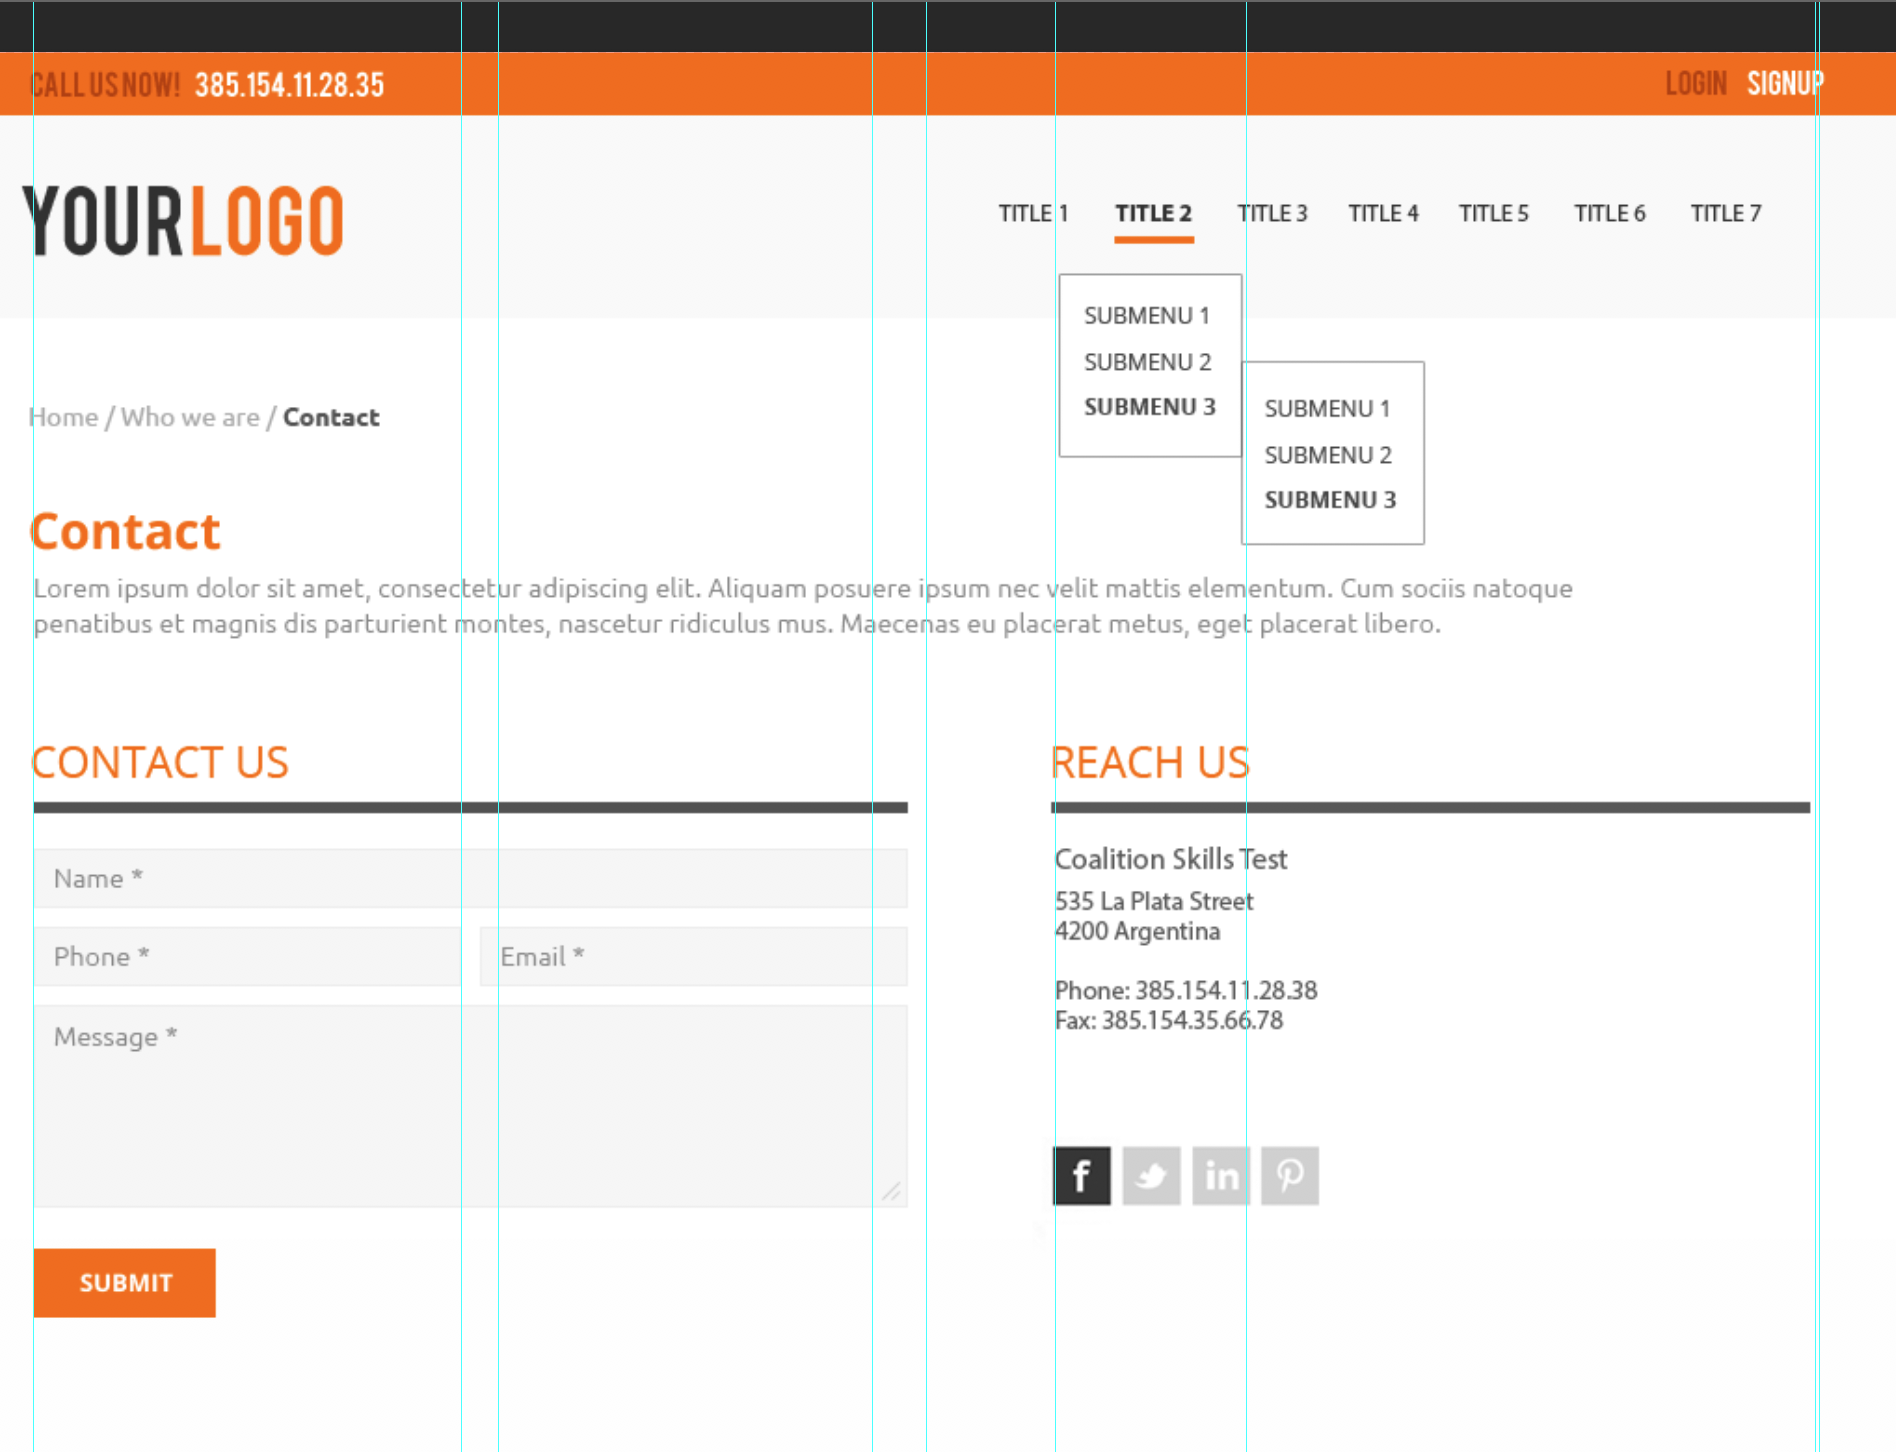 CALL US NOW! 385.154.11.28.35
LOGIN SIGNUP
YOURLOGO
TITLE 1 TITLE 2 TITLE 3 TITLE 4 TITLE 5 TITLE 6 TITLE 7
SUBMENU 1
SUBMENU 2
SUBMENU 3
SUBMENU 1
SUBMENU 2
SUBMENU 3
Home / Who we are / Contact
Contact
Lorem ipsum dolor sit amet, consectetur adipiscing elit. Aliquam posuere ipsum nec velit mattis elementum. Cum sociis natoque
penatibus et magnis dis parturient montes, nascetur ridiculus mus. Maecenas eu placerat metus, eget placerat libero.
CONTACT US
Name *
Phone *
Email *
Message *
SUBMIT
REACH US
Coalition Skills Test
535 La Plata Street
4200 Argentina
Phone: 385.154.11.28.38
Fax: 385.154.35.66.78
f
in